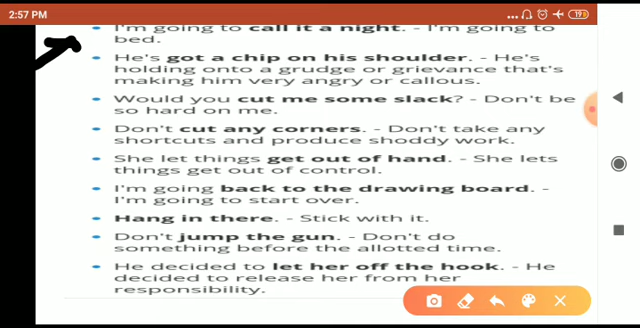 2:57 PM
19
I'm going to call it a night. - I'm going to
bed.
He's got a chip on his shoulder. - He's
holding onto a grudge or grievance that's
making him very angry or callous.
Would you cut me some slack? - Don't be
so hard on me.
Don't cut any corners. - Don't take any
shortcuts and produce shoddy work.
She let things get out of hand. - She lets
things get out of control.
I'm going back to the drawing board. -
I'm going to start over.
Hang in there. - Stick with it.
Don't jump the gun. - Don't do
something before the allotted time.
He decided to let her off the hook. - He
decided to release her from her
responsibility.